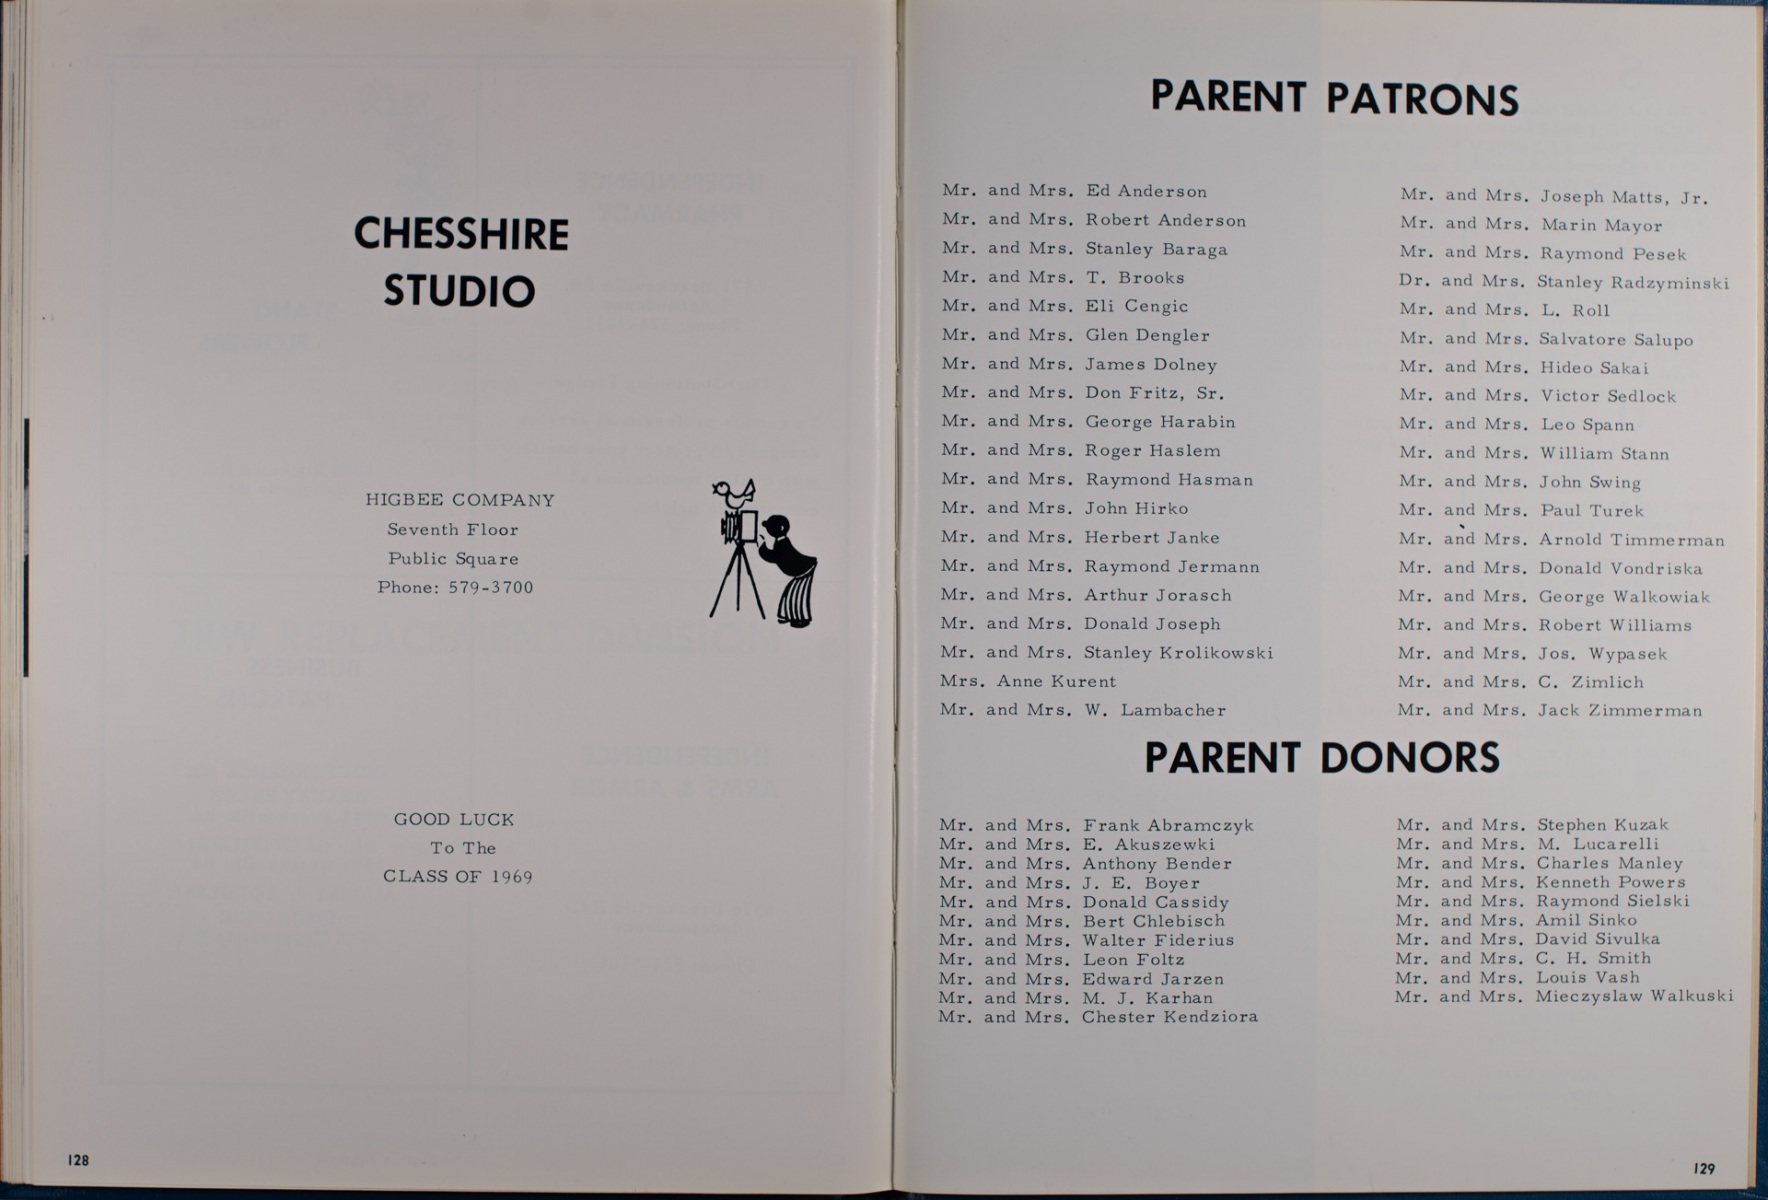 CHESSHIRE
STUDIO
HIGBEE COMPANY
Seventh Floor
Public Square
Phone: 579-3700
GOOD LUCK
To The
CLASS OF 1969
128
PARENT PATRONS
Mr. and Mrs. Ed Anderson
Mr. and Mrs. Robert Anderson
Mr. and Mrs. Stanley Baraga
Mr. and Mrs. T. Brooks
Mr. and Mrs. Eli Cengic
Mr. and Mrs. Glen Dengler
Mr. and Mrs. James Dolney
Mr. and Mrs. Don Fritz, Sr.
Mr. and Mrs. George Harabin
Mr. and Mrs. Roger Haslem
Mr. and Mrs. Raymond Hasman
Mr. and Mrs. John Hirko
Mr. and Mrs. Herbert Janke
Mr. and Mrs. Raymond Jermann
Mr. and Mrs. Arthur Jorasch
Mr. and Mrs. Donald Joseph
Mr. and Mrs. Stanley Krolikowski
Mrs. Anne Kurent
Mr. and Mrs. W. Lambacher
Mr. and Mrs. Joseph Matts, Jr.
Mr. and Mrs. Marin Mayor
Mr. and Mrs. Raymond Pesek
Dr. and Mrs. Stanley Radzyminski
Mr. and Mrs. L. Roll
Mr. and Mrs. Salvatore Salupo
Mr. and Mrs. Hideo Sakai
Mr. and Mrs. Victor Sedlock
Mr. and Mrs. Leo Spann
Mr. and Mrs. William Stann
Mr. and Mrs. John Swing
Mr. and Mrs. Paul Turek
Mr. and Mrs. Arnold Timmerman
Mr. and Mrs. Donald Vondriska
Mr. and Mrs. George Walkowiak
Mr. and Mrs. Robert Williams
Mr. and Mrs. Jos. Wypasek
Mr. and Mrs. C. Zimlich
Mr. and Mrs. Jack Zimmerman
PARENT DONORS
Mr. and Mrs. Frank Abramczyk
Mr. and Mrs. E. Akuszewki
Mr. and Mrs. Anthony Bender
Mr. and Mrs. J. E. Boyer
Mr. and Mrs. Donald Cassidy
Mr. and Mrs. Bert Chlebisch
Mr. and Mrs. Walter Fiderius
Mr. and Mrs. Leon Foltz
Mr. and Mrs. Edward Jarzen
Mr. and Mrs. M. J. Karhan
Mr. and Mrs. Chester Kendziora
Mr. and Mrs. Stephen Kuzak
Mr. and Mrs. M. Lucarelli
Mr. and Mrs. Charles Manley
Mr. and Mrs. Kenneth Powers
Mr. and Mrs. Raymond Sielski
Mr. and Mrs. Amil Sinko
Mr. and Mrs. David Sivulka
Mr. and Mrs. C. H. Smith
Mr. and Mrs. Louis Vash
Mr. and Mrs. Mieczyslaw Walkuski
129